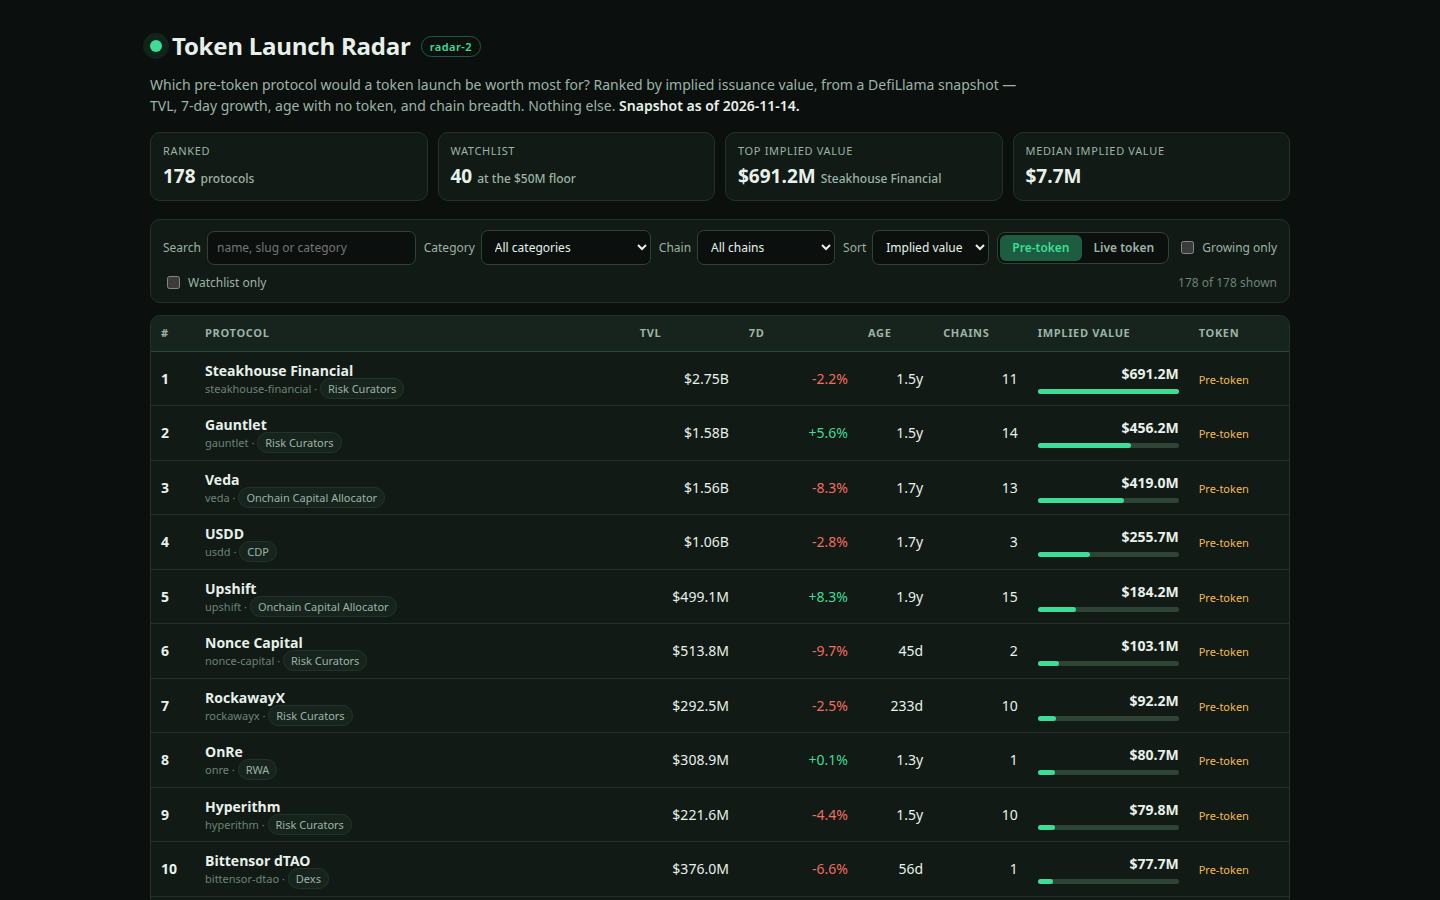 Token Launch Radar radar-2
Which pre-token protocol would a token launch be worth most for? Ranked by implied issuance value, from a DefiLlama snapshot —
TVL, 7-day growth, age with no token, and chain breadth. Nothing else. Snapshot as of 2026-11-14.
RANKED
178 protocols
WATCHLIST
40 at the $50M floor
TOP IMPLIED VALUE
$691.2M Steakhouse Financial
MEDIAN IMPLIED VALUE
$7.7M
Search name, slug or category Category All categories Chain All chains Sort Implied value Pre-token Live token Growing only
Watchlist only 178 of 178 shown
# PROTOCOL TVL 7D AGE CHAINS IMPLIED VALUE TOKEN
1 Steakhouse Financial $2.75B -2.2% 1.5y 11 $691.2M Pre-token
steakhouse-financial · Risk Curators
2 Gauntlet $1.58B +5.6% 1.5y 14 $456.2M Pre-token
gauntlet · Risk Curators
3 Veda $1.56B -8.3% 1.7y 13 $419.0M Pre-token
veda · Onchain Capital Allocator
4 USDD $1.06B -2.8% 1.7y 3 $255.7M Pre-token
usdd · CDP
5 Upshift $499.1M +8.3% 1.9y 15 $184.2M Pre-token
upshift · Onchain Capital Allocator
6 Nonce Capital $513.8M -9.7% 45d 2 $103.1M Pre-token
nonce-capital · Risk Curators
7 RockawayX $292.5M -2.5% 233d 10 $92.2M Pre-token
rockawayx · Risk Curators
8 OnRe $308.9M +0.1% 1.3y 1 $80.7M Pre-token
onre · RWA
9 Hyperithm $221.6M -4.4% 1.5y 10 $79.8M Pre-token
hyperithm · Risk Curators
10 Bittensor dTAO $376.0M -6.6% 56d 1 $77.7M Pre-token
bittensor-dtao · Dexs